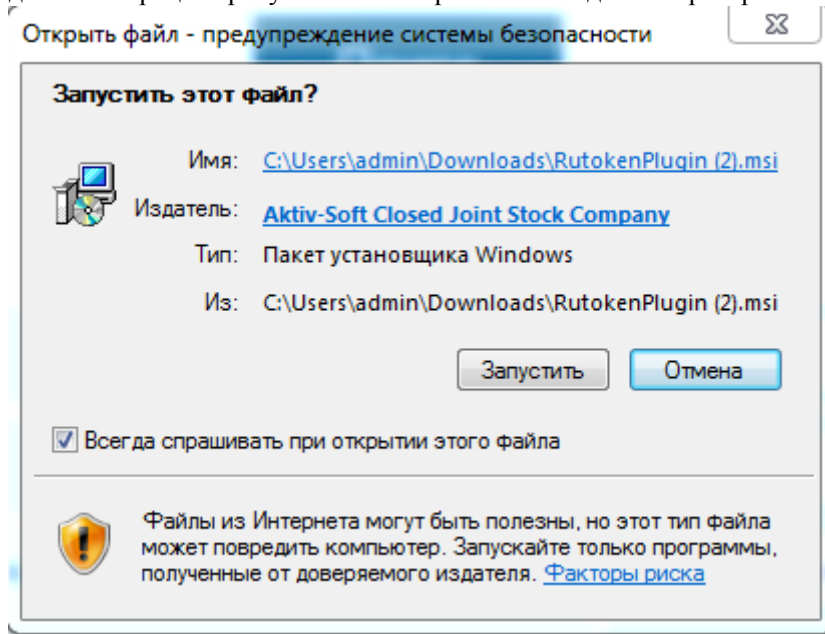 Открыть файл - предупреждение системы безопасности
Запустить этот файл?
Имя: C:\Users\admin\Downloads\RutokenPlugin (2).msi
Издатель: Aktiv-Soft Closed Joint Stock Company
Тип: Пакет установщика Windows
Из: C:\Users\admin\Downloads\RutokenPlugin (2).msi
Запустить Отмена
Всегда спрашивать при открытии этого файла
Файлы из Интернета могут быть полезны, но этот тип файла
может повредить компьютер. Запускайте только программы,
полученные от доверяемого издателя. Факторы риска